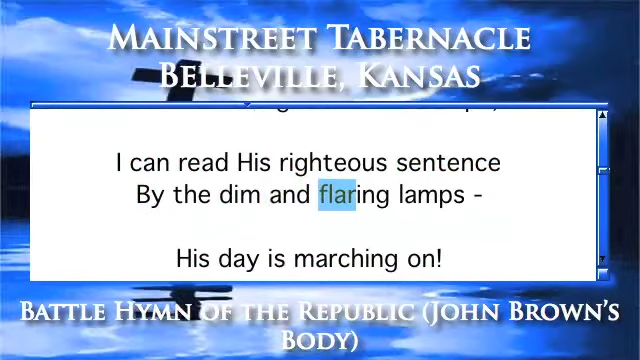 Mainstreet Tabernacle
Belleville, Kansas
I can read His righteous sentence
By the dim and flaring lamps -
His day is marching on!
Battle Hymn of the Republic (John Brown's
Body)